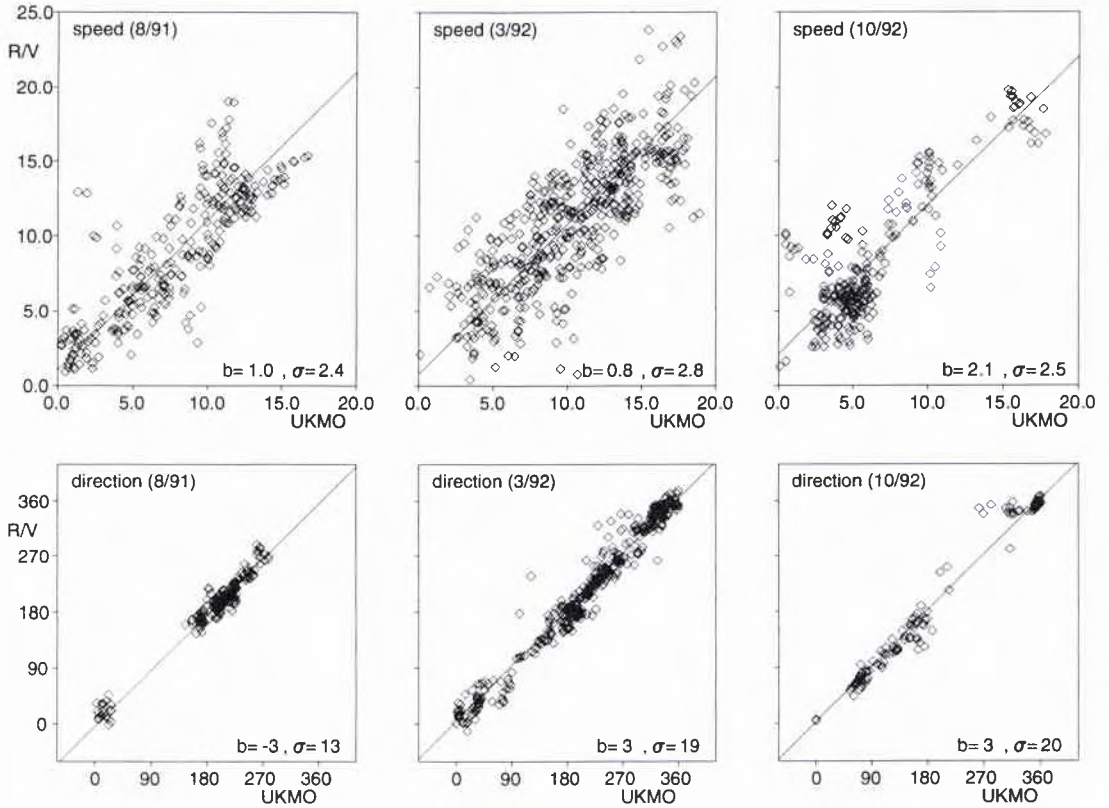 25.0
speed (8/91)
speed (3/92)
speed (10/92)
R/V
20.0
15.0
10.0
5.0
0.0
b= 1.0 , σ= 2.4
b= 0.8 , σ= 2.8
b= 2.1 , σ= 2.5
0.0 5.0 10.0 15.0 20.0
0.0 5.0 10.0 15.0 20.0
0.0 5.0 10.0 15.0 20.0
UKMO
UKMO
UKMO
direction (8/91)
direction (3/92)
direction (10/92)
360
R/V
270
180
90
0
b= -3 , σ= 13
b= 3 , σ= 19
b= 3 , σ= 20
0 90 180 270 360
0 90 180 270 360
0 90 180 270 360
UKMO
UKMO
UKMO